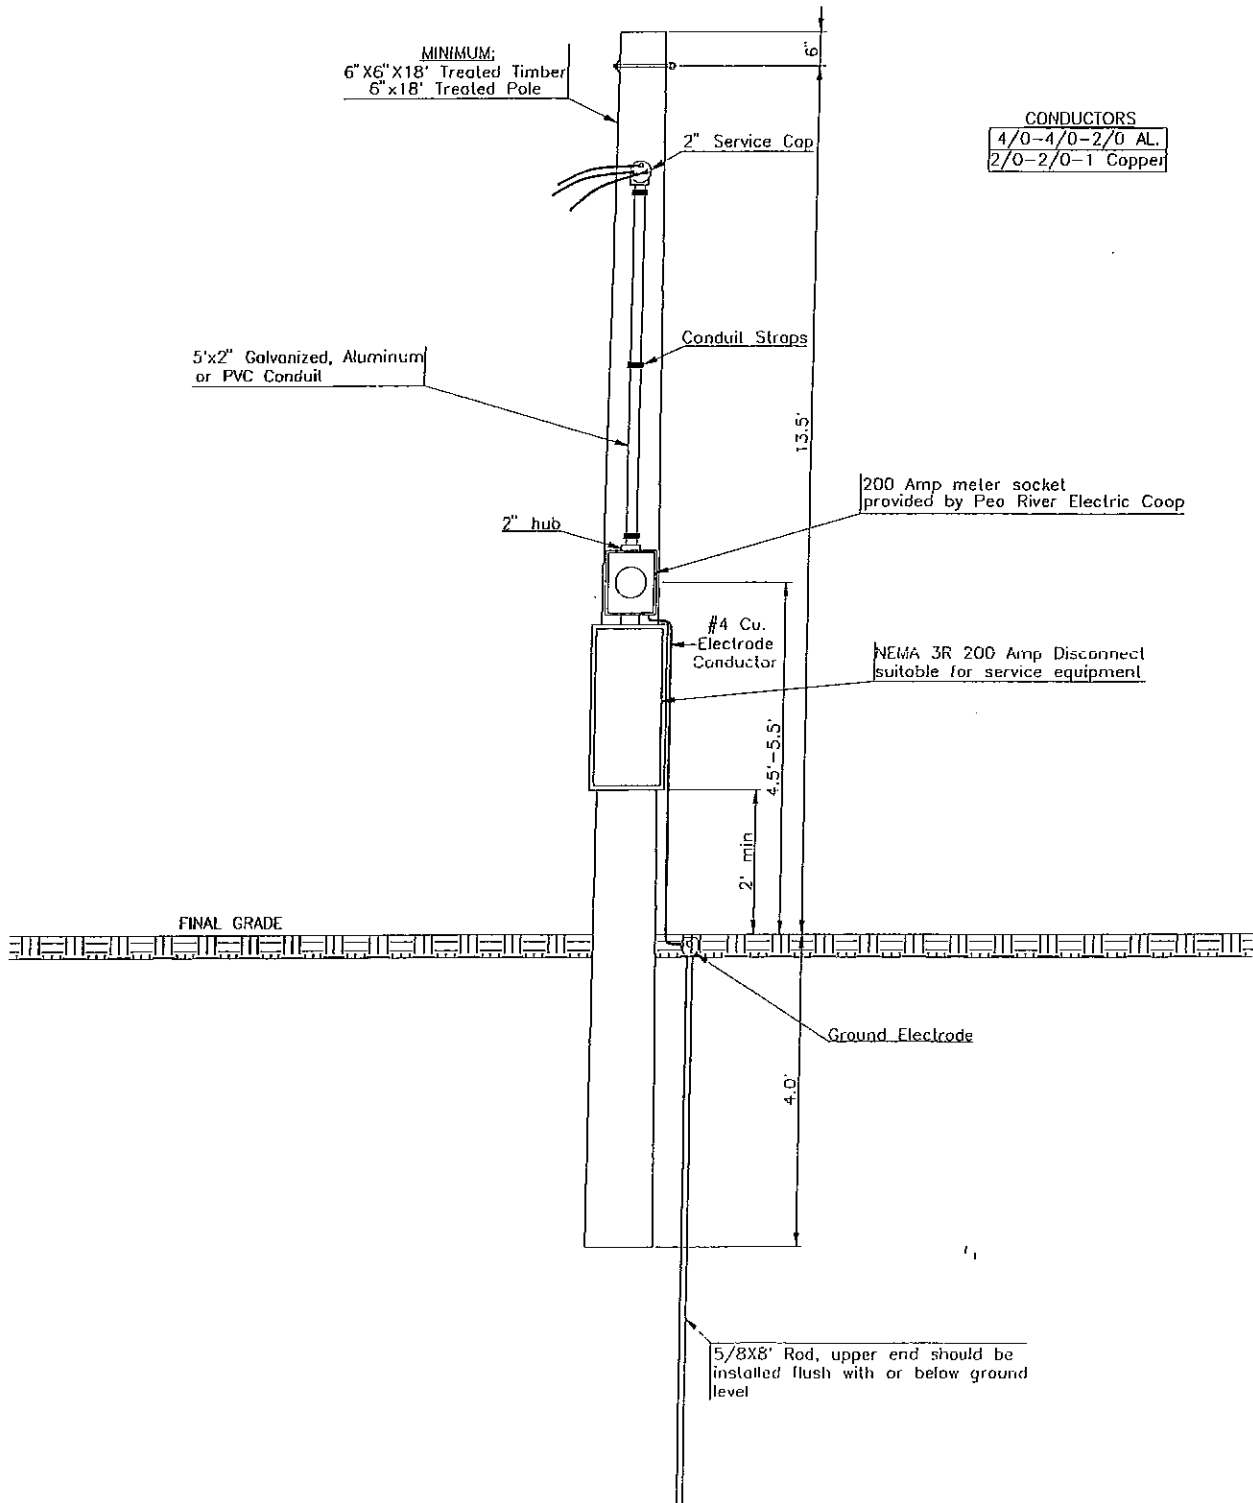 6"
MINIMUM:
6"X6"X18' Treated Timber
6"x18' Treated Pole
CONDUCTORS
4/0-4/0-2/0 AL.
2/0-2/0-1 Copper
2" Service Cap
Conduit Straps
5'x2" Galvanized, Aluminum
or PVC Conduit
13.5'
200 Amp meter socket
provided by Pea River Electric Coop
2" hub
#4 Cu.
Electrode
Conductor
NEMA 3R 200 Amp Disconnect
suitable for service equipment
4.5'-5.5'
2' min
FINAL GRADE
Ground Electrode
4.0'
5/8X8' Rod, upper end should be
installed flush with or below ground
level